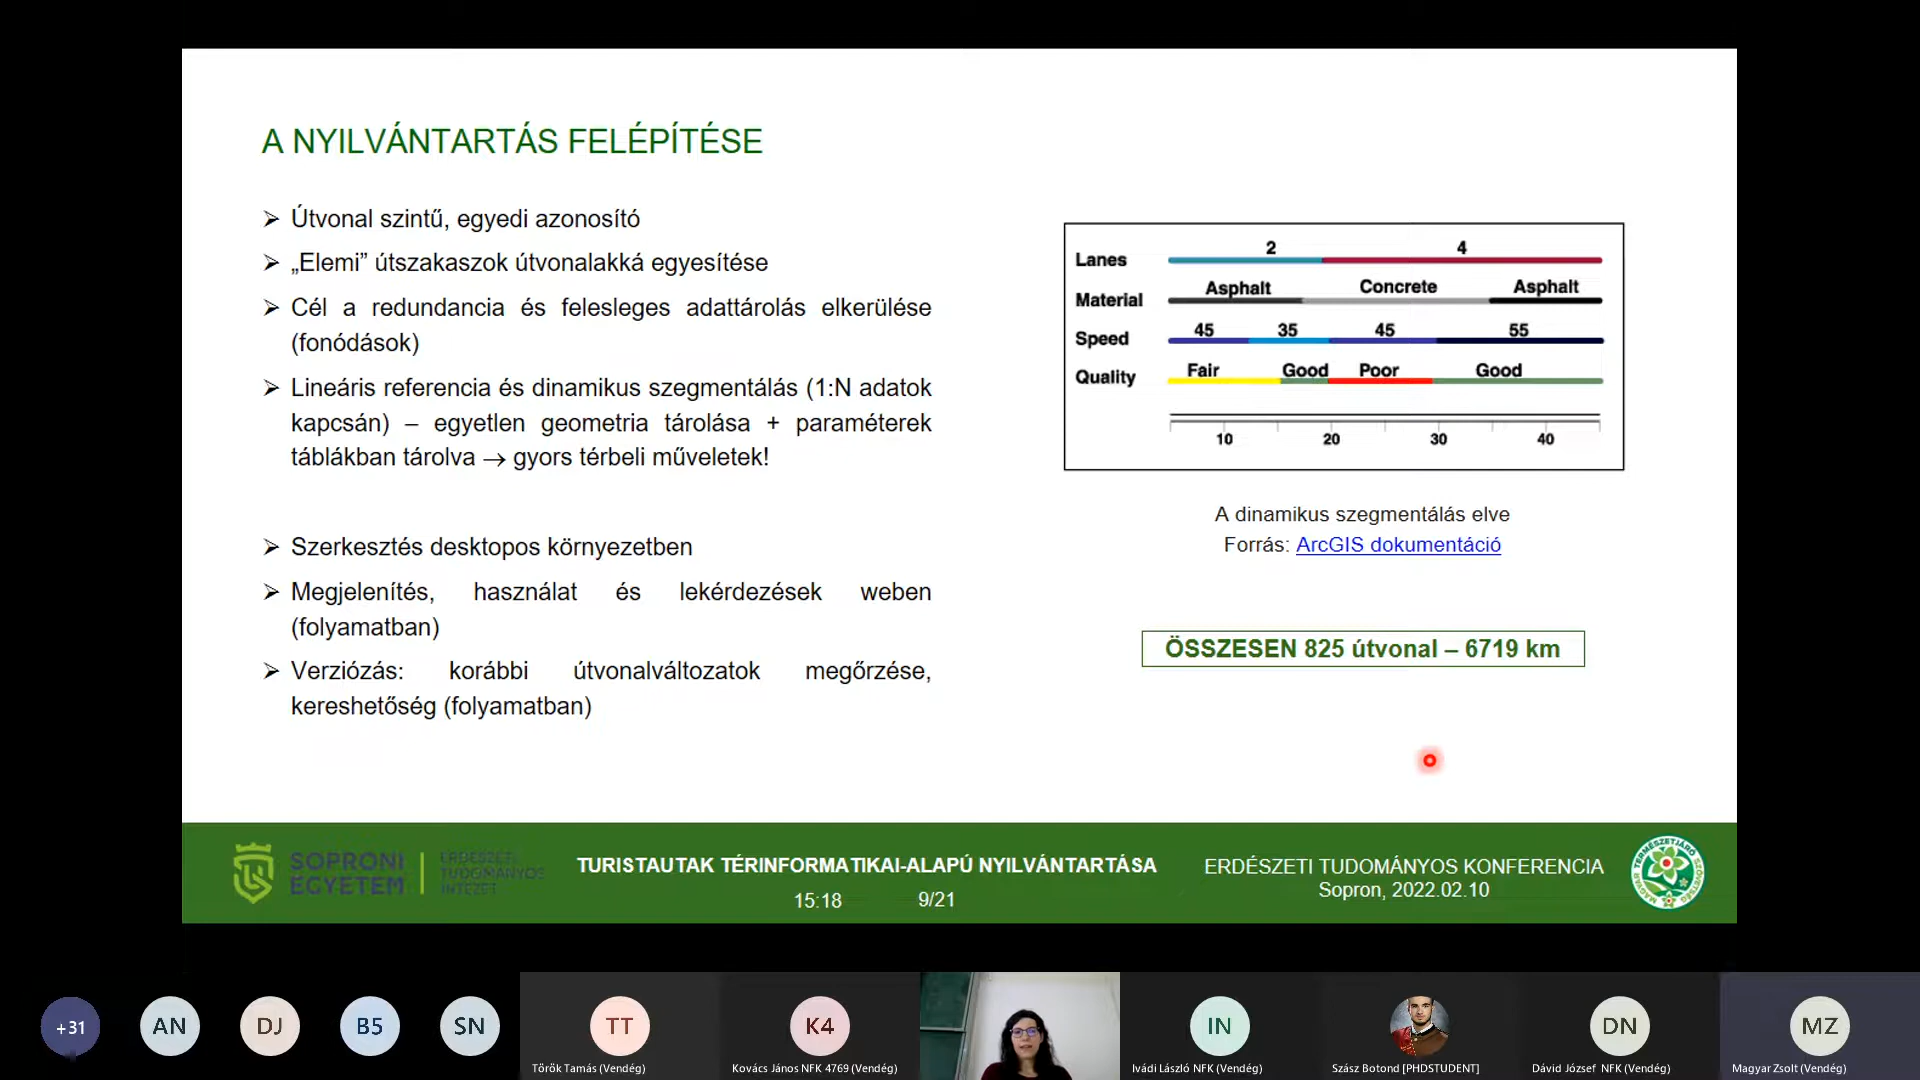 A NYILVÁNTARTÁS FELÉPÍTÉSE
➢ Útvonal szintű, egyedi azonosító
➢ „Elemi” útszakaszok útvonalakká egyesítése
➢ Cél a redundancia és felesleges adattárolás elkerülése
(fonódások)
➢ Lineáris referencia és dinamikus szegmentálás (1:N adatok
kapcsán) – egyetlen geometria tárolása + paraméterek
táblákban tárolva → gyors térbeli műveletek!
➢ Szerkesztés desktopos környezetben
➢ Megjelenítés, használat és lekérdezések weben
(folyamatban)
➢ Verziózás: korábbi útvonalváltozatok megőrzése,
kereshetőség (folyamatban)
Lanes 2 4
Material Asphalt Concrete Asphalt
Speed 45 35 45 55
Quality Fair Good Poor Good
10 20 30 40
A dinamikus szegmentálás elve
Forrás: ArcGIS dokumentáció
ÖSSZESEN 825 útvonal – 6719 km
SOPRONI
EGYETEM
ERDÉSZETI
TUDOMÁNYOS
INTÉZET
TURISTAUTAK TÉRINFORMATIKAI-ALAPÚ NYILVÁNTARTÁSA
15:18 9/21
ERDÉSZETI TUDOMÁNYOS KONFERENCIA
Sopron, 2022.02.10
MAGYAR TERMÉSZETJÁRÓ SZÖVETSÉG
+31 AN DJ B5 SN TT K4 IN DN MZ
Török Tamás (Vendég) Kovács János NFK 4769 (Vendég) Ivádi László NFK (Vendég) Szász Botond [PHDSTUDENT] Dávid József NFK (Vendég) Magyar Zsolt (Vendég)